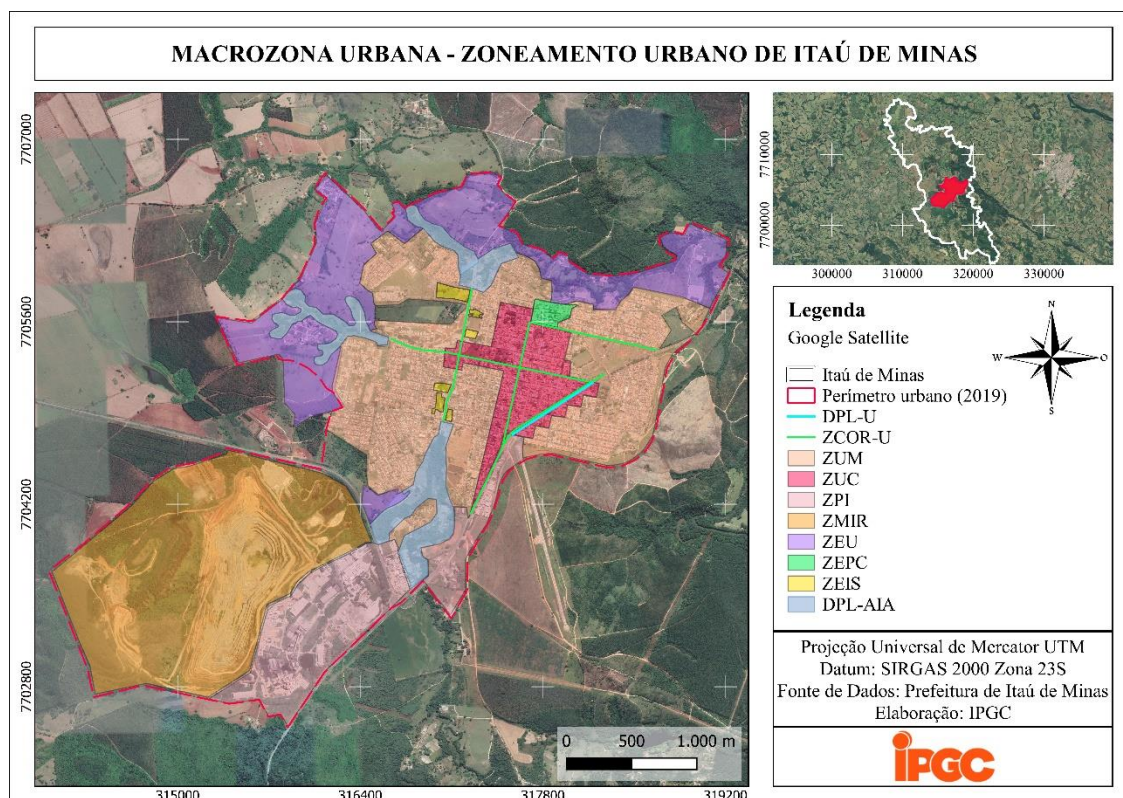 MACROZONA URBANA - ZONEAMENTO URBANO DE ITAÚ DE MINAS
7707000
7705600
7704200
7702800
315000
316400
317800
319200
0
500
1.000 m
7710000
7700000
300000
310000
320000
330000
Legenda
Google Satellite
Itaú de Minas
Perímetro urbano (2019)
DPL-U
ZCOR-U
ZUM
ZUC
ZPI
ZMIR
ZEU
ZEPC
ZEIS
DPL-AIA
N
W
O
S
Projeção Universal de Mercator UTM
Datum: SIRGAS 2000 Zona 23S
Fonte de Dados: Prefeitura de Itaú de Minas
Elaboração: IPGC
iPGC